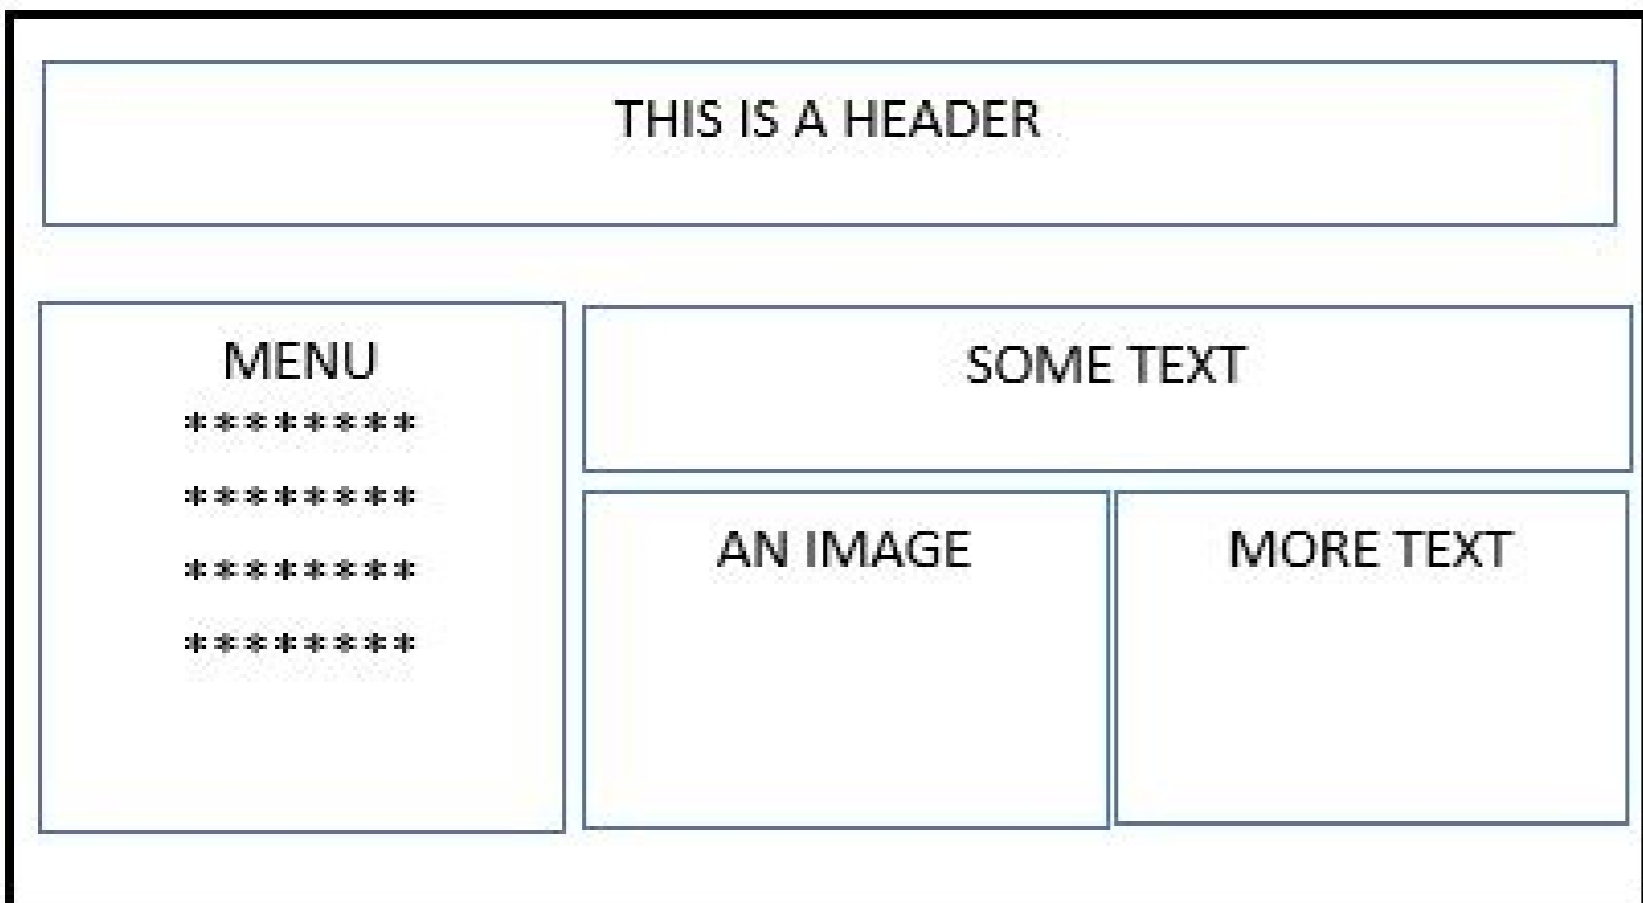 THIS IS A HEADER
MENU
********
********
********
********
SOME TEXT
AN IMAGE
MORE TEXT